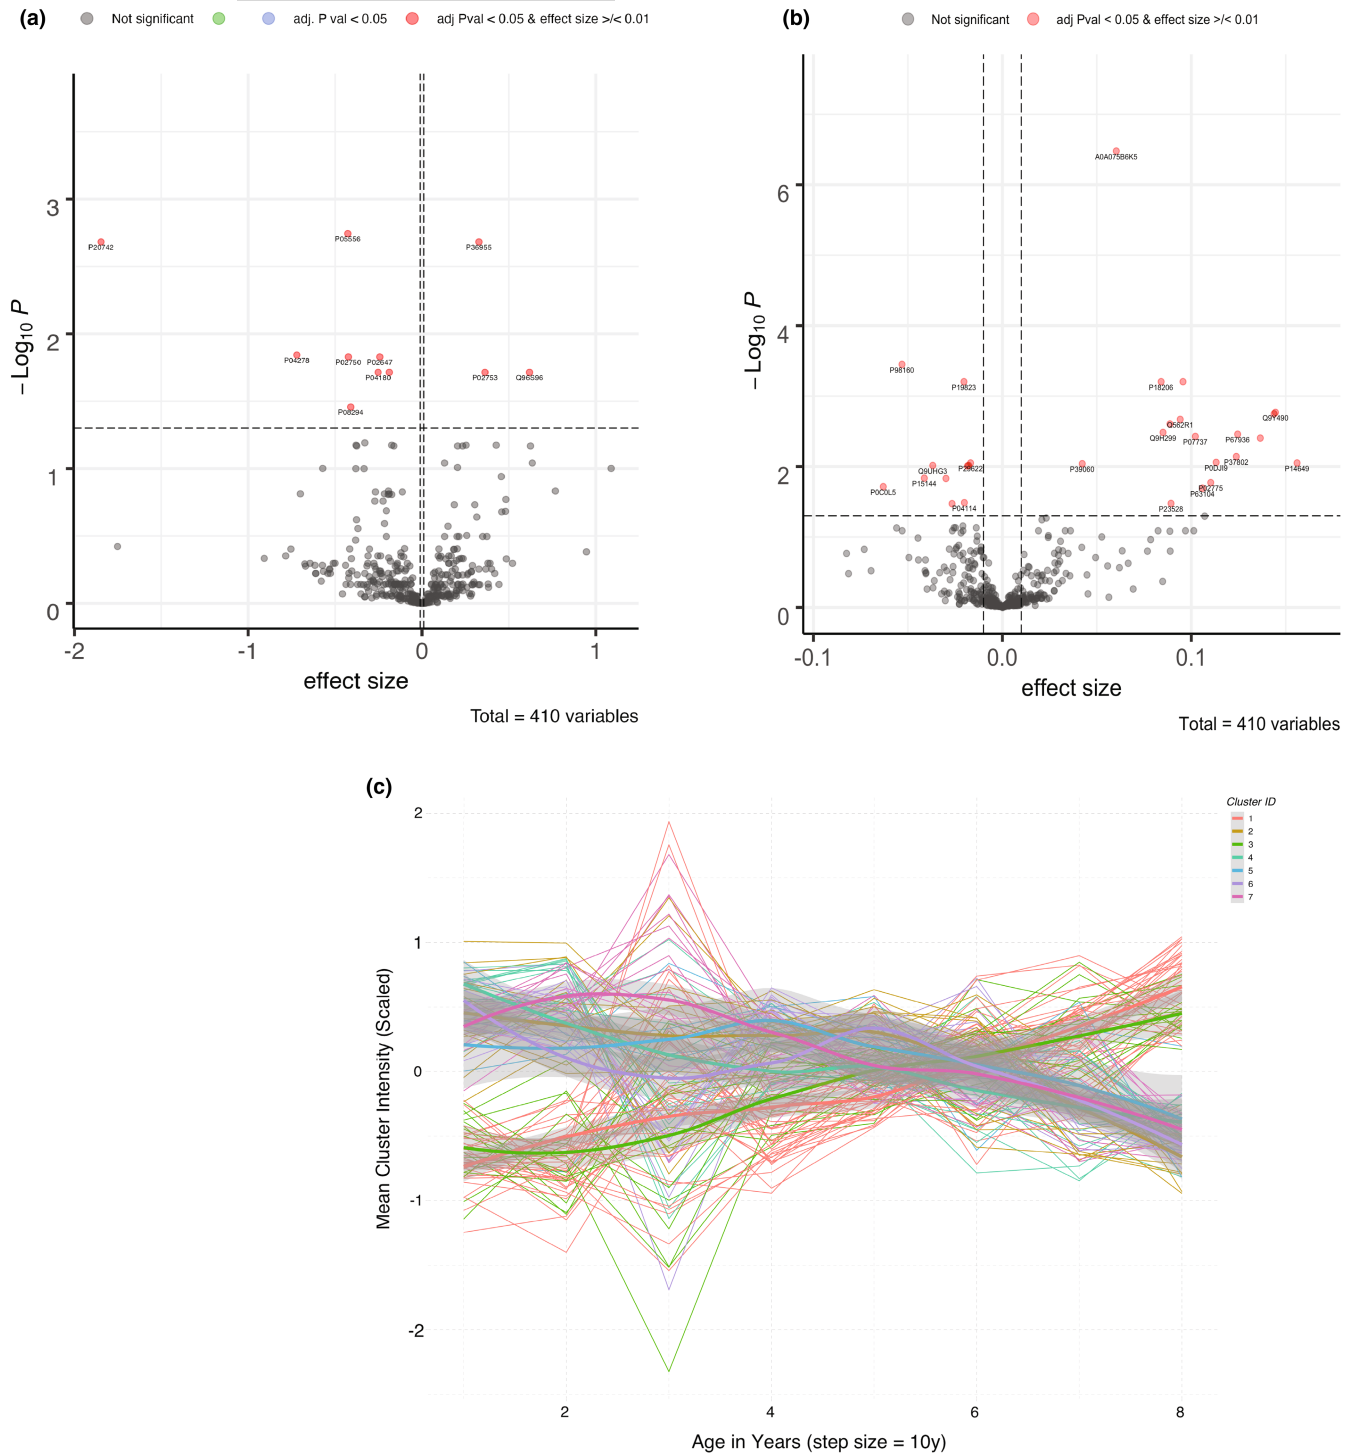 (a)
Not significant
adj. P val < 0.05
adj Pval < 0.05 & effect size >/< 0.01
3
2
1
0
-2
-1
0
1
− Log10 P
effect size
Total = 410 variables
P20742
P05556
P36955
P04278
P02750
P02647
P04180
P02753
Q96S96
P08294
(b)
Not significant
adj Pval < 0.05 & effect size >/< 0.01
6
4
2
0
-0.1
0.0
0.1
− Log10 P
effect size
Total = 410 variables
A0A075B6K5
P98160
P19823
P18206
Q9Y490
Q562R1
Q9H299
P07737
P67936
P37802
Q9UHG3
P39060
P0DJI9
P14649
P15144
P0C0L5
P02775
P63104
P04114
P23528
(c)
2
1
0
-1
-2
2
4
6
8
Mean Cluster Intensity (Scaled)
Age in Years (step size = 10y)
Cluster ID
1
2
3
4
5
6
7